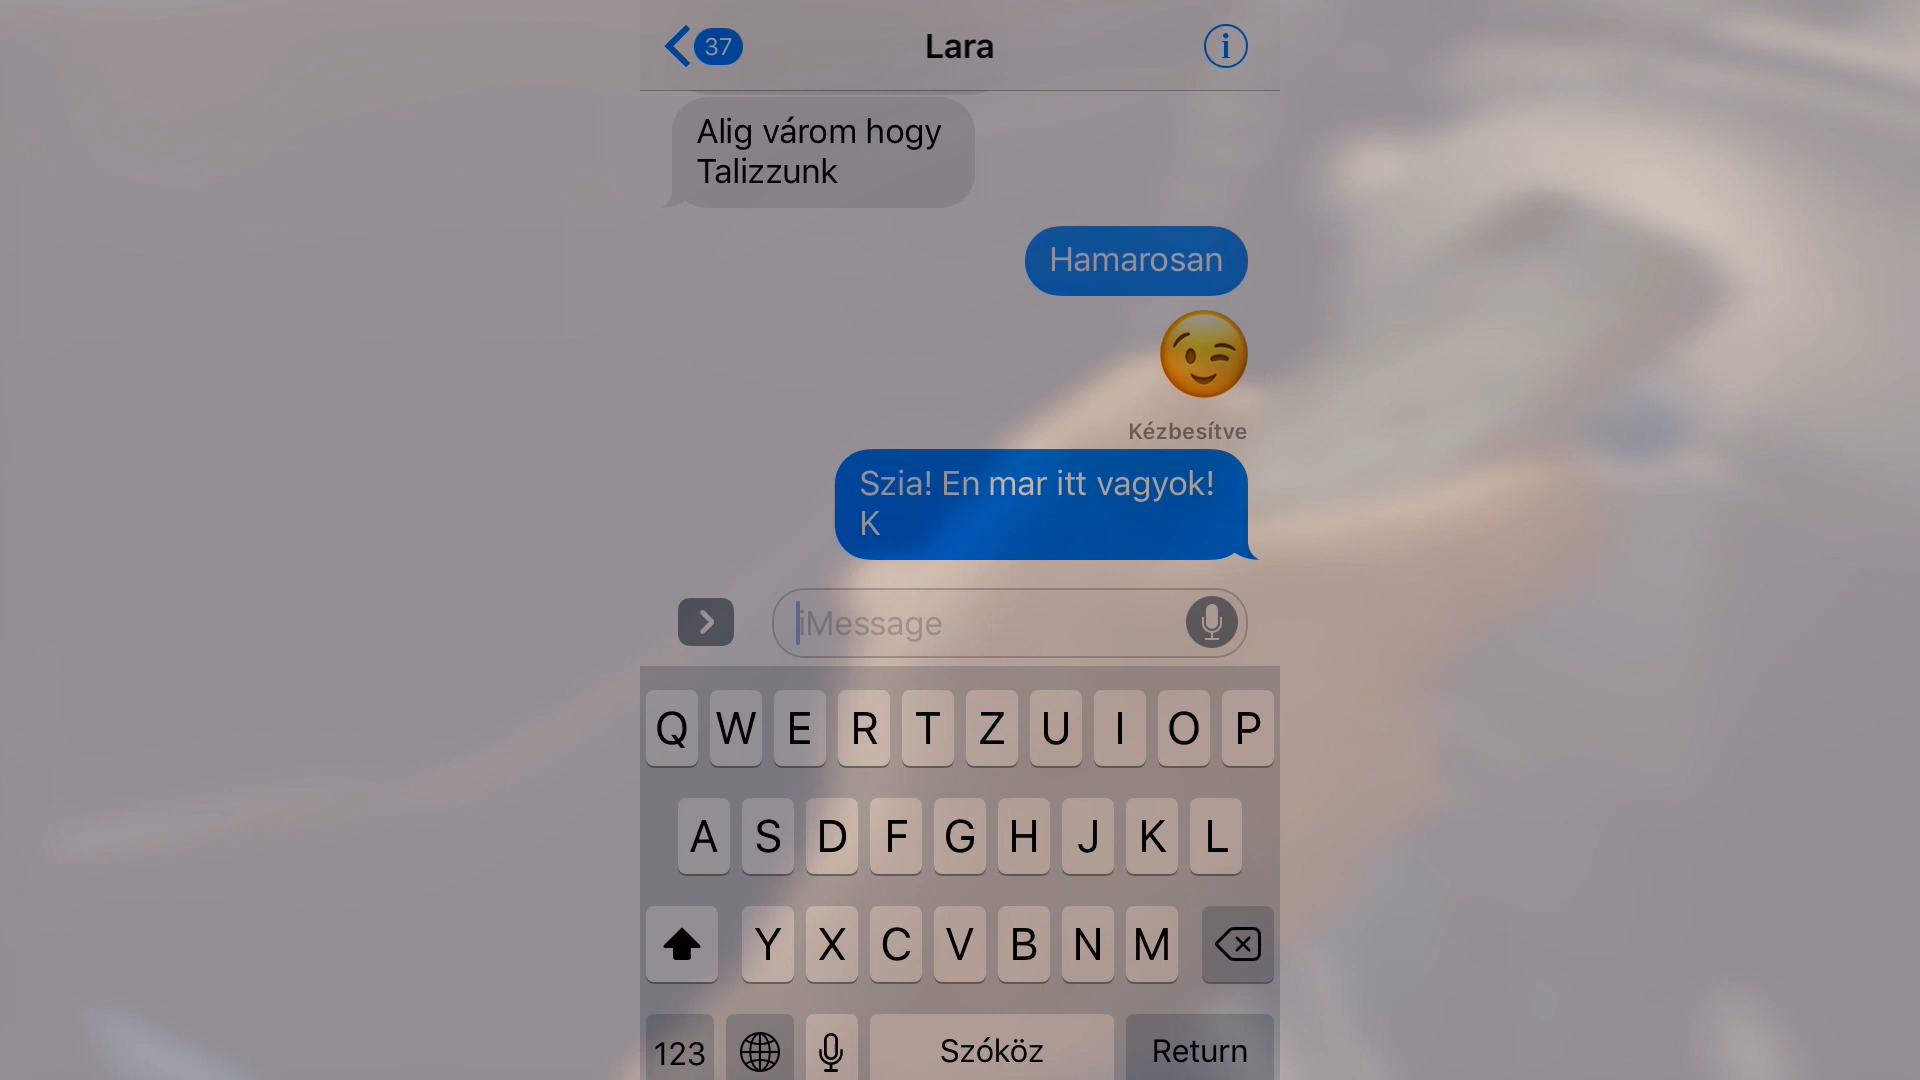 37
Lara
Alig várom hogy
Talizzunk
Hamarosan
Kézbesítve
Szia! En mar itt vagyok!
K
iMessage
Q W E R T Z U I O P
A S D F G H J K L
Y X C V B N M
123 Szóköz Return